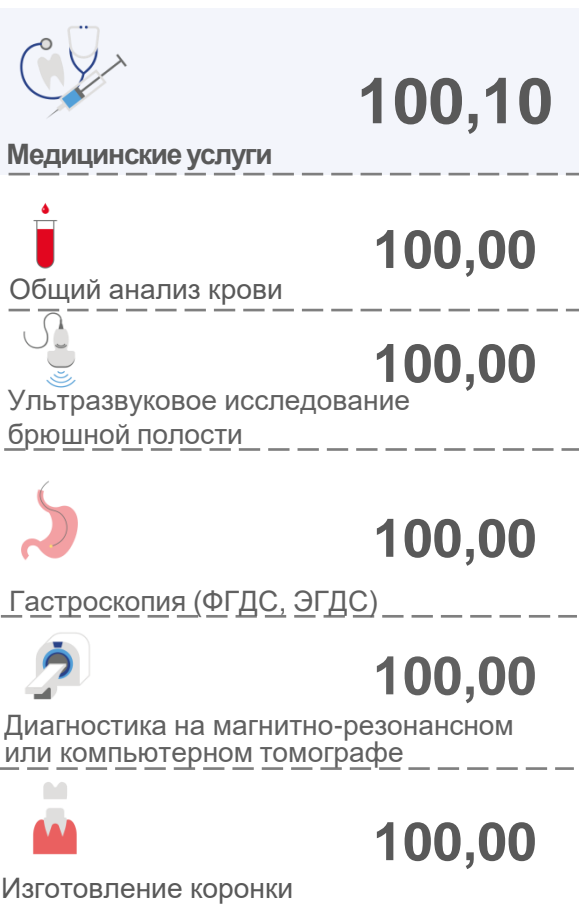 100,10
Медицинские услуги
100,00
Общий анализ крови
100,00
Ультразвуковое исследование
брюшной полости
100,00
Гастроскопия (ФГДС, ЭГДС)
100,00
Диагностика на магнитно-резонансном
или компьютерном томографе
100,00
Изготовление коронки